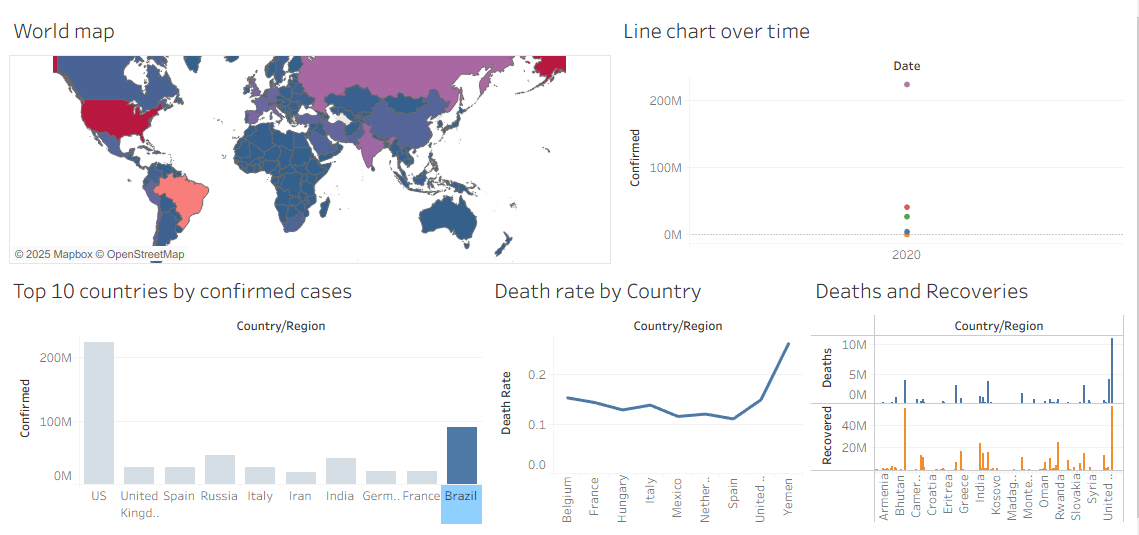 World map
© 2025 Mapbox © OpenStreetMap
Line chart over time
Date
Confirmed
200M
100M
0M
2020
Top 10 countries by confirmed cases
Country/Region
Confirmed
200M
100M
0M
US
United Kingd..
Spain
Russia
Italy
Iran
India
Germ..
France
Brazil
Death rate by Country
Country/Region
Death Rate
0.2
0.1
0.0
Belgium
France
Hungary
Italy
Mexico
Nether..
Spain
United ..
Yemen
Deaths and Recoveries
Country/Region
Deaths
10M
5M
0M
Recovered
40M
20M
Armenia
Bhutan
Camer..
Croatia
Eritrea
Greece
India
Kosovo
Madag..
Monte..
Oman
Rwanda
Slovakia
Syria
United ..